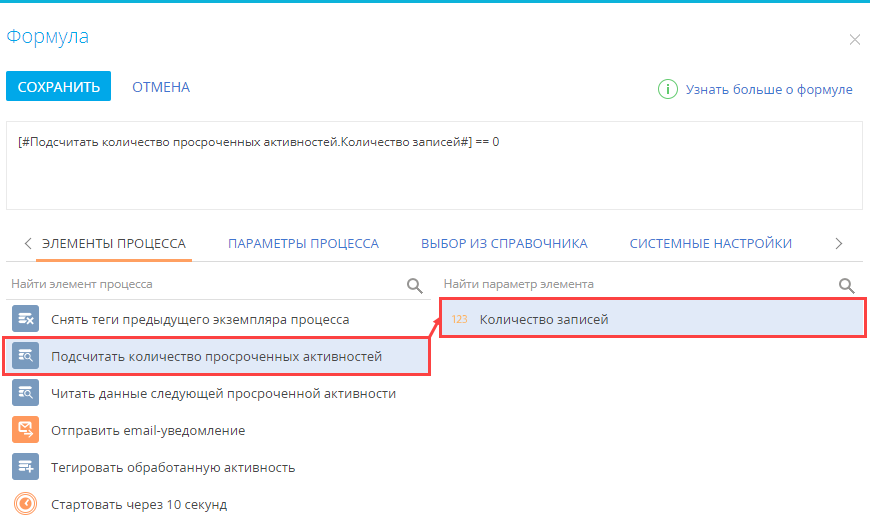 Формула
СОХРАНИТЬ ОТМЕНА
Узнать больше о формуле
[#Подсчитать количество просроченных активностей.Количество записей#] == 0
ЭЛЕМЕНТЫ ПРОЦЕССА ПАРАМЕТРЫ ПРОЦЕССА ВЫБОР ИЗ СПРАВОЧНИКА СИСТЕМНЫЕ НАСТРОЙКИ
Найти элемент процесса
Найти параметр элемента
Снять теги предыдущего экземпляра процесса
123 Количество записей
Подсчитать количество просроченных активностей
Читать данные следующей просроченной активности
Отправить email-уведомление
Тегировать обработанную активность
Стартовать через 10 секунд